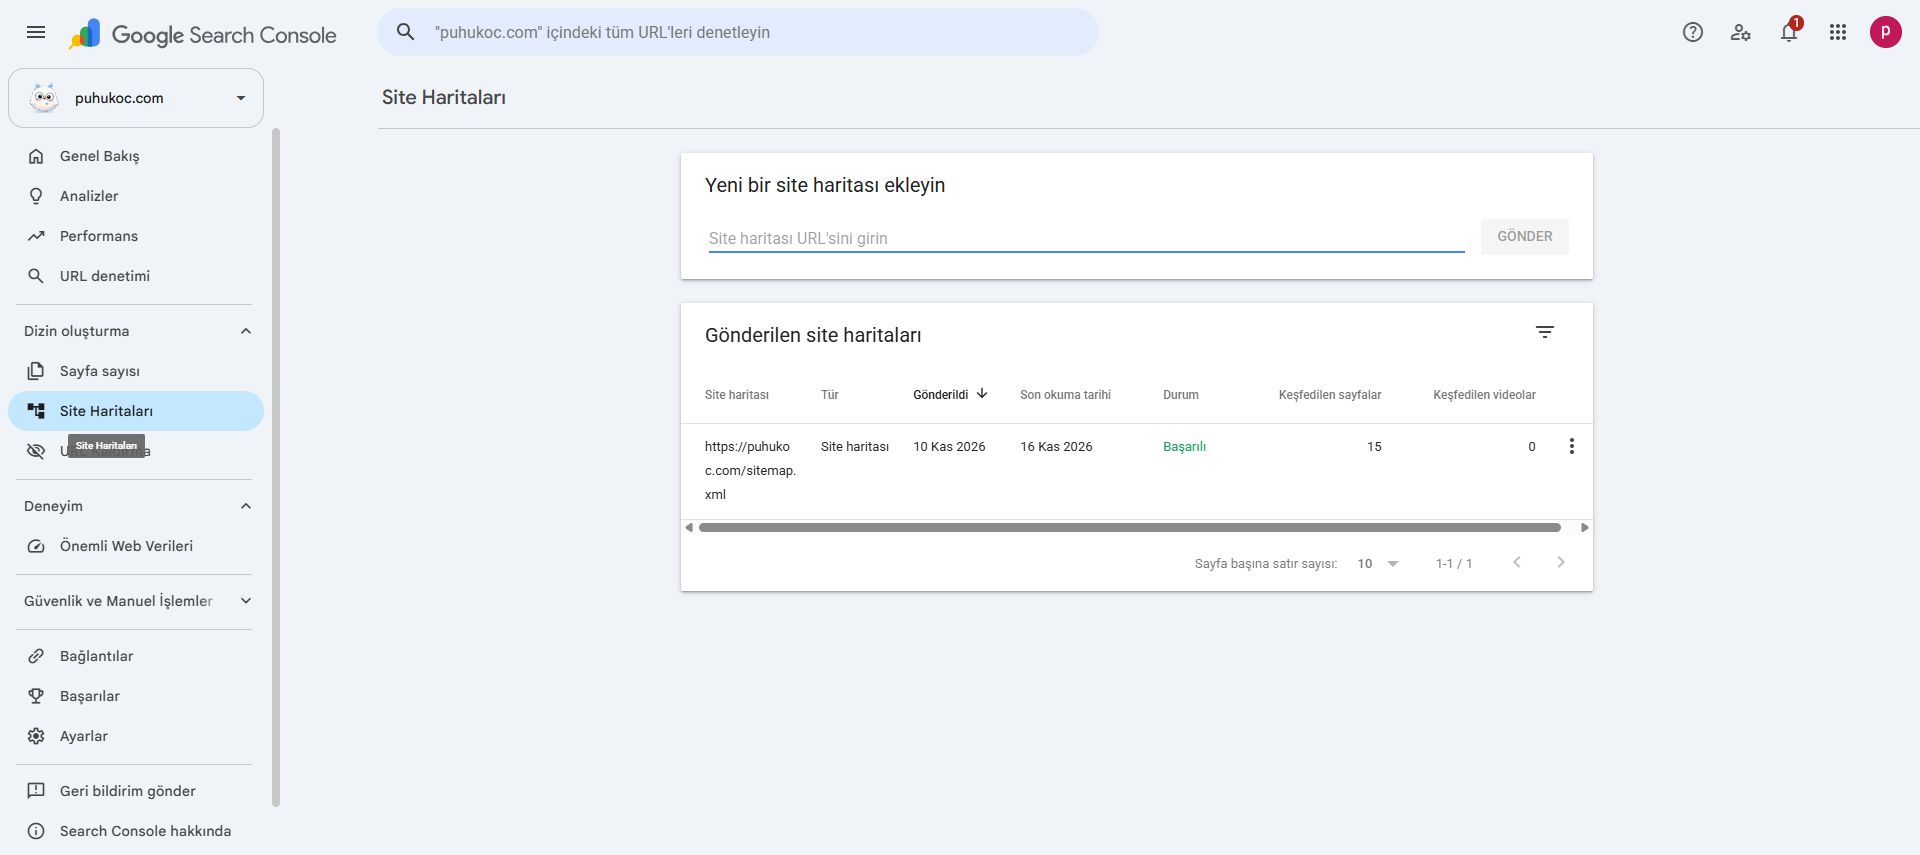 Google Search Console
"puhukoc.com" içindeki tüm URL'leri denetleyin
1
p
puhukoc.com
Site Haritaları
Genel Bakış
Analizler
Performans
URL denetimi
Dizin oluşturma
Sayfa sayısı
Site Haritaları
Site Haritaları
Deneyim
Önemli Web Verileri
Güvenlik ve Manuel İşlemler
Bağlantılar
Başarılar
Ayarlar
Geri bildirim gönder
Search Console hakkında
Yeni bir site haritası ekleyin
Site haritası URL'sini girin
GÖNDER
Gönderilen site haritaları
Site haritası Tür Gönderildi Son okuma tarihi Durum Keşfedilen sayfalar Keşfedilen videolar
https://puhuko Site haritası 10 Kas 2026 16 Kas 2026 Başarılı 15 0
c.com/sitemap.
xml
Sayfa başına satır sayısı: 10 1-1 / 1